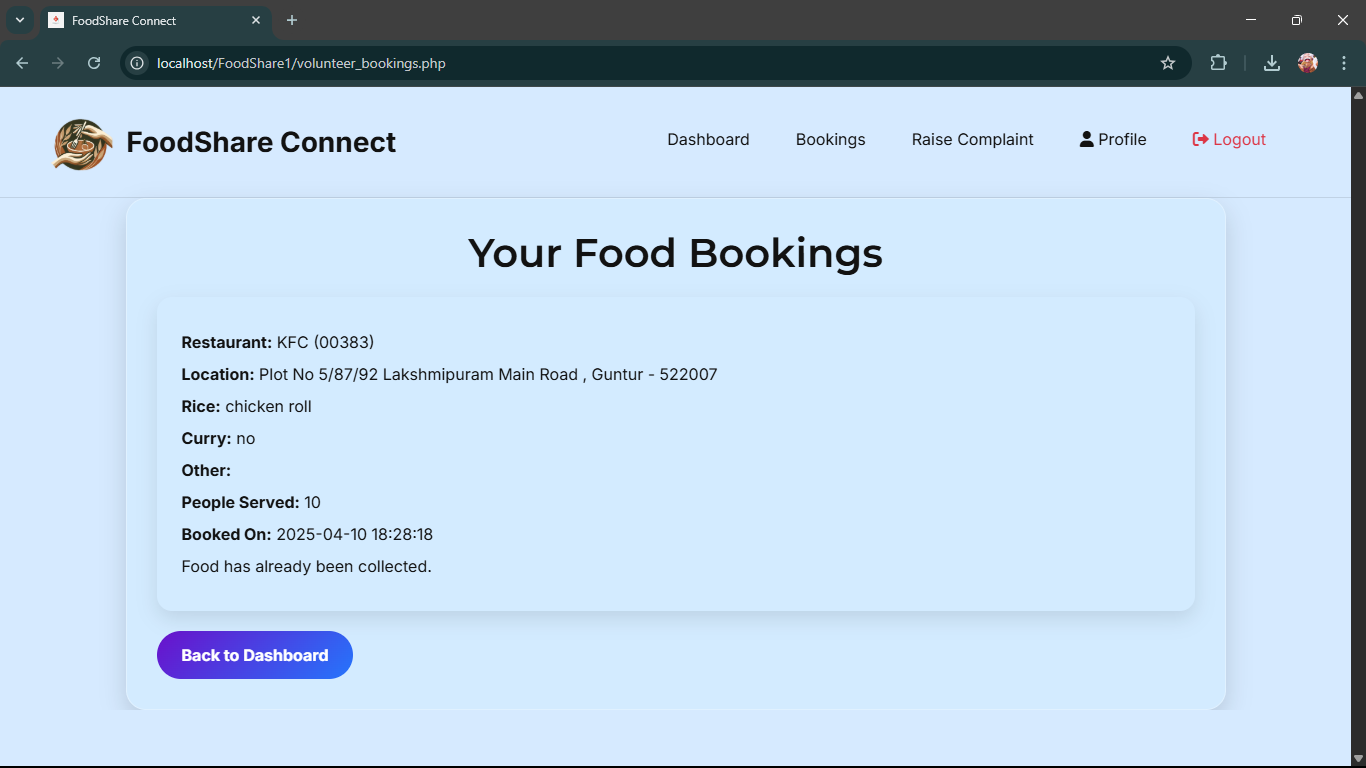 FoodShare Connect
localhost/FoodShare1/volunteer_bookings.php
FoodShare Connect
Dashboard
Bookings
Raise Complaint
Profile
Logout
Your Food Bookings
Restaurant: KFC (00383)
Location: Plot No 5/87/92 Lakshmipuram Main Road , Guntur - 522007
Rice: chicken roll
Curry: no
Other:
People Served: 10
Booked On: 2025-04-10 18:28:18
Food has already been collected.
Back to Dashboard